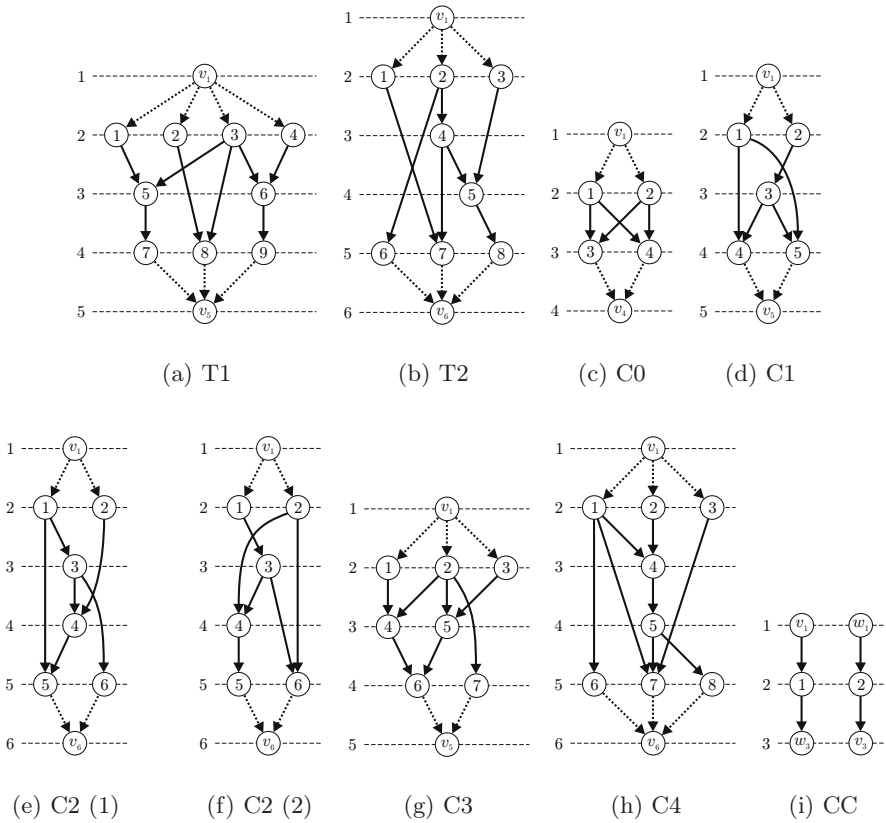 1 v₁
1 v₁
2 1 2 3 4
2 1 2 3
3 5 6
3 4
4 7 8 9
4 5
5 v₅
5 6 7 8
6 v₆
1 v₁
2 1 2
3 3 4
4 v₄
1 v₁
2 1 2
3 3
4 4 5
5 v₅
(a) T1
(b) T2
(c) C0
(d) C1
1 v₁
2 1 2
3 3
4 4
5 5 6
6 v₆
1 v₁
2 1 2
3 3
4 4
5 5 6
6 v₆
1 v₁
2 1 2 3
3 4 5
4 6 7
5 v₅
1 v₁
2 1 2 3
3 4
4 5
5 6 7 8
6 v₆
1 v₁ w₁
2 1 2
3 w₃ v₃
(e) C2 (1)
(f) C2 (2)
(g) C3
(h) C4
(i) CC